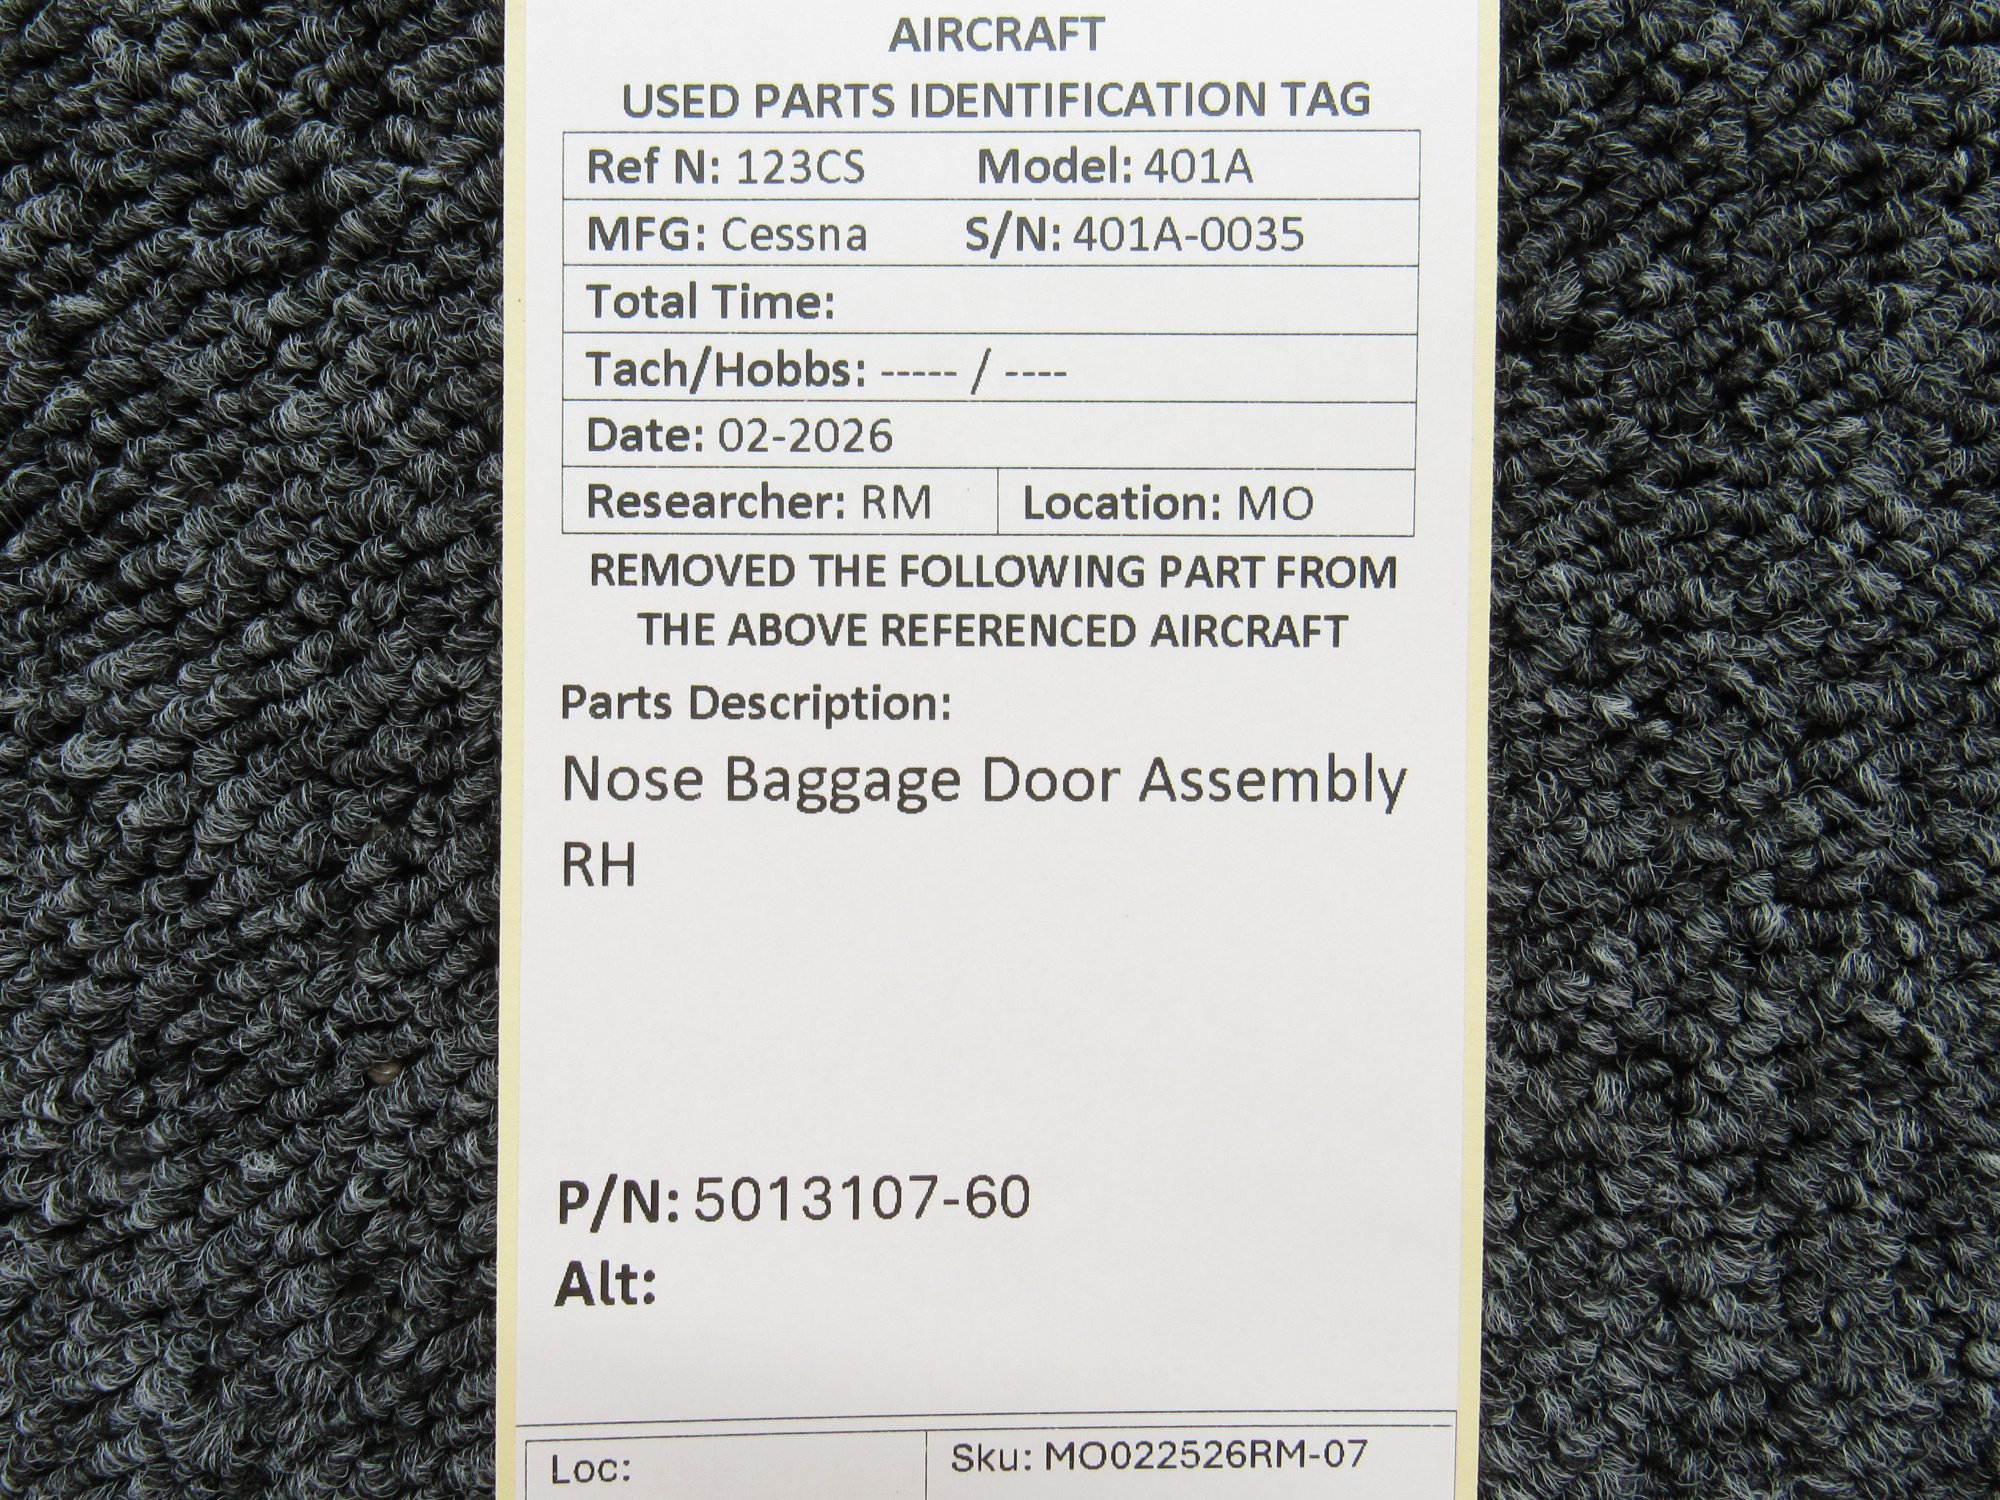 AIRCRAFT
USED PARTS IDENTIFICATION TAG
Ref N: 123CS Model: 401A
MFG: Cessna S/N: 401A-0035
Total Time:
Tach/Hobbs: ----- / ----
Date: 02-2026
Researcher: RM Location: MO
REMOVED THE FOLLOWING PART FROM
THE ABOVE REFERENCED AIRCRAFT
Parts Description:
Nose Baggage Door Assembly
RH
P/N: 5013107-60
Alt:
Loc: Sku: MO022526RM-07